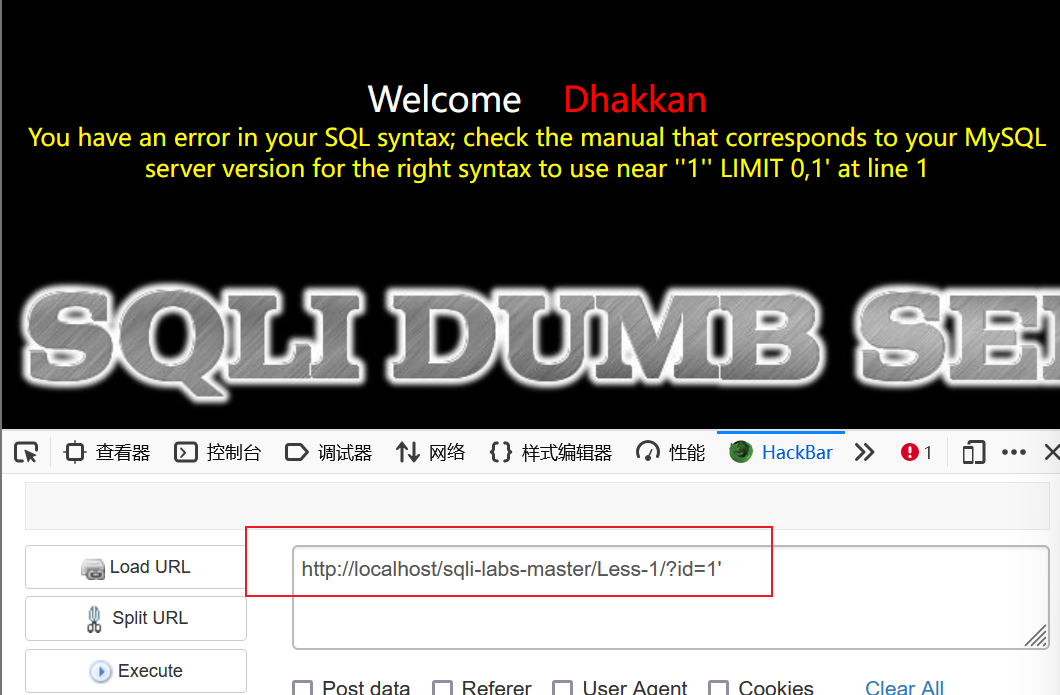 Welcome Dhakkan
You have an error in your SQL syntax; check the manual that corresponds to your MySQL
server version for the right syntax to use near ''1'' LIMIT 0,1' at line 1
SQLI DUMB SE
查看器 控制台 调试器 网络 样式编辑器 性能 HackBar 1
Load URL
http://localhost/sqli-labs-master/Less-1/?id=1'
Split URL
Execute
Post data Referer User Agent Cookies Clear All